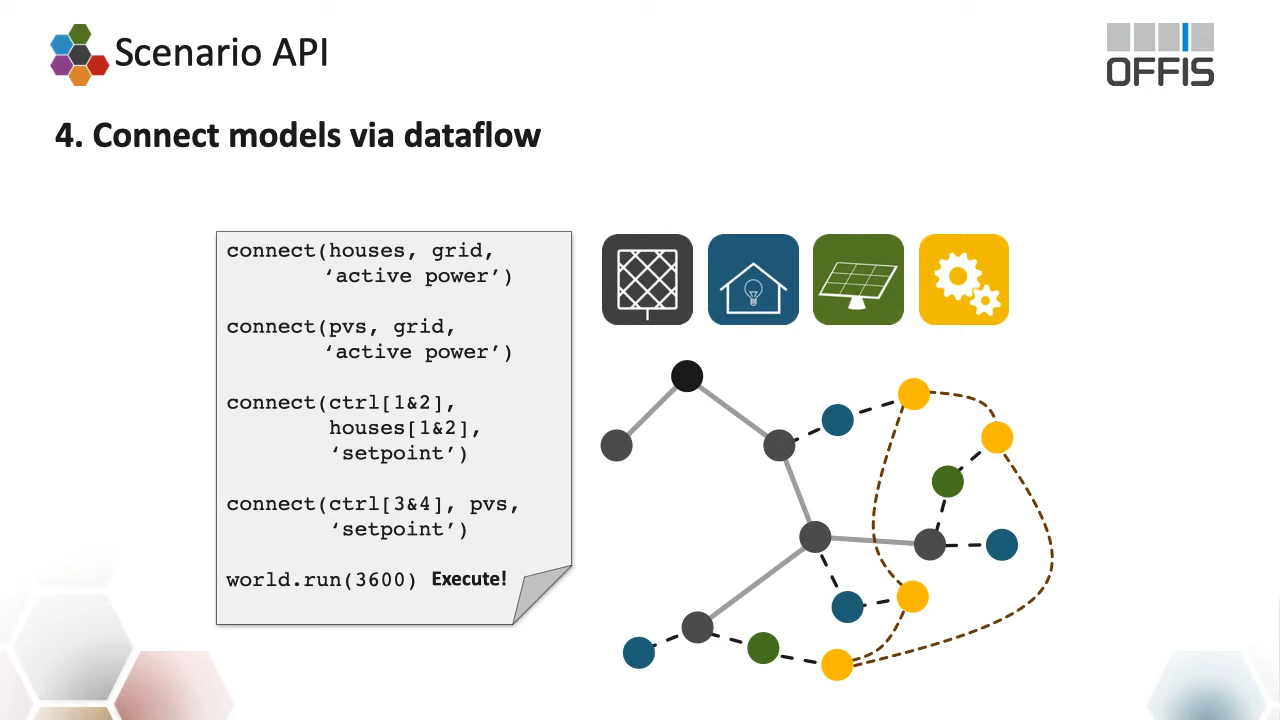 Scenario API
OFFIS
4. Connect models via dataflow
connect(houses, grid,
‘active power’)
connect(pvs, grid,
‘active power’)
connect(ctrl[1&2],
houses[1&2],
‘setpoint’)
connect(ctrl[3&4], pvs,
‘setpoint’)
world.run(3600) Execute!